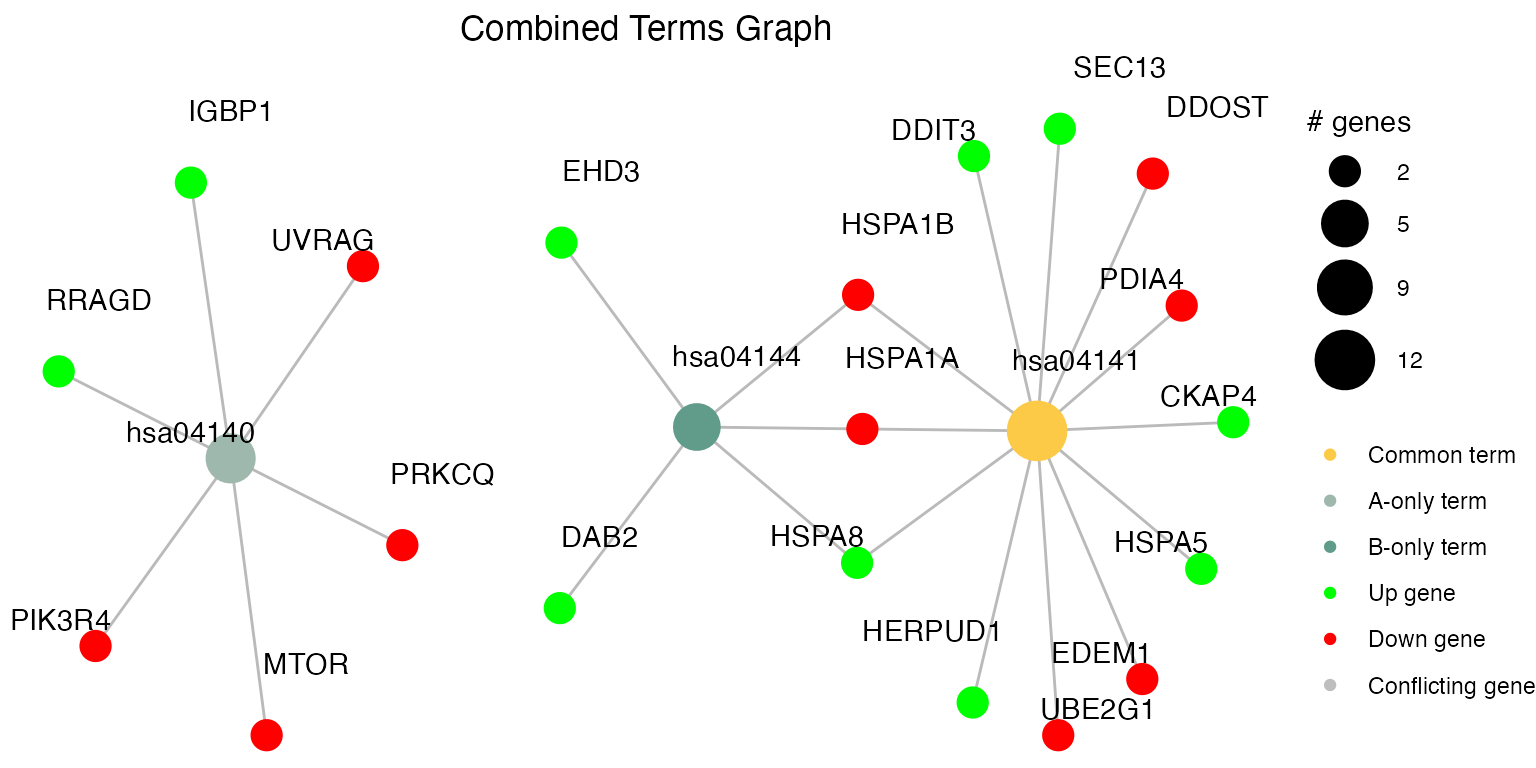 Combined Terms Graph
SEC13
DDOST
IGBP1
# genes
DDIT3
EHD3
2
HSPA1B
5
UVRAG
PDIA4
9
RRAGD
hsa04144
HSPA1A
hsa04141
12
CKAP4
hsa04140
Common term
PRKCQ
A-only term
DAB2
HSPA8
HSPA5
B-only term
Up gene
PIK3R4
HERPUD1
Down gene
MTOR
EDEM1
Conflicting gene
UBE2G1